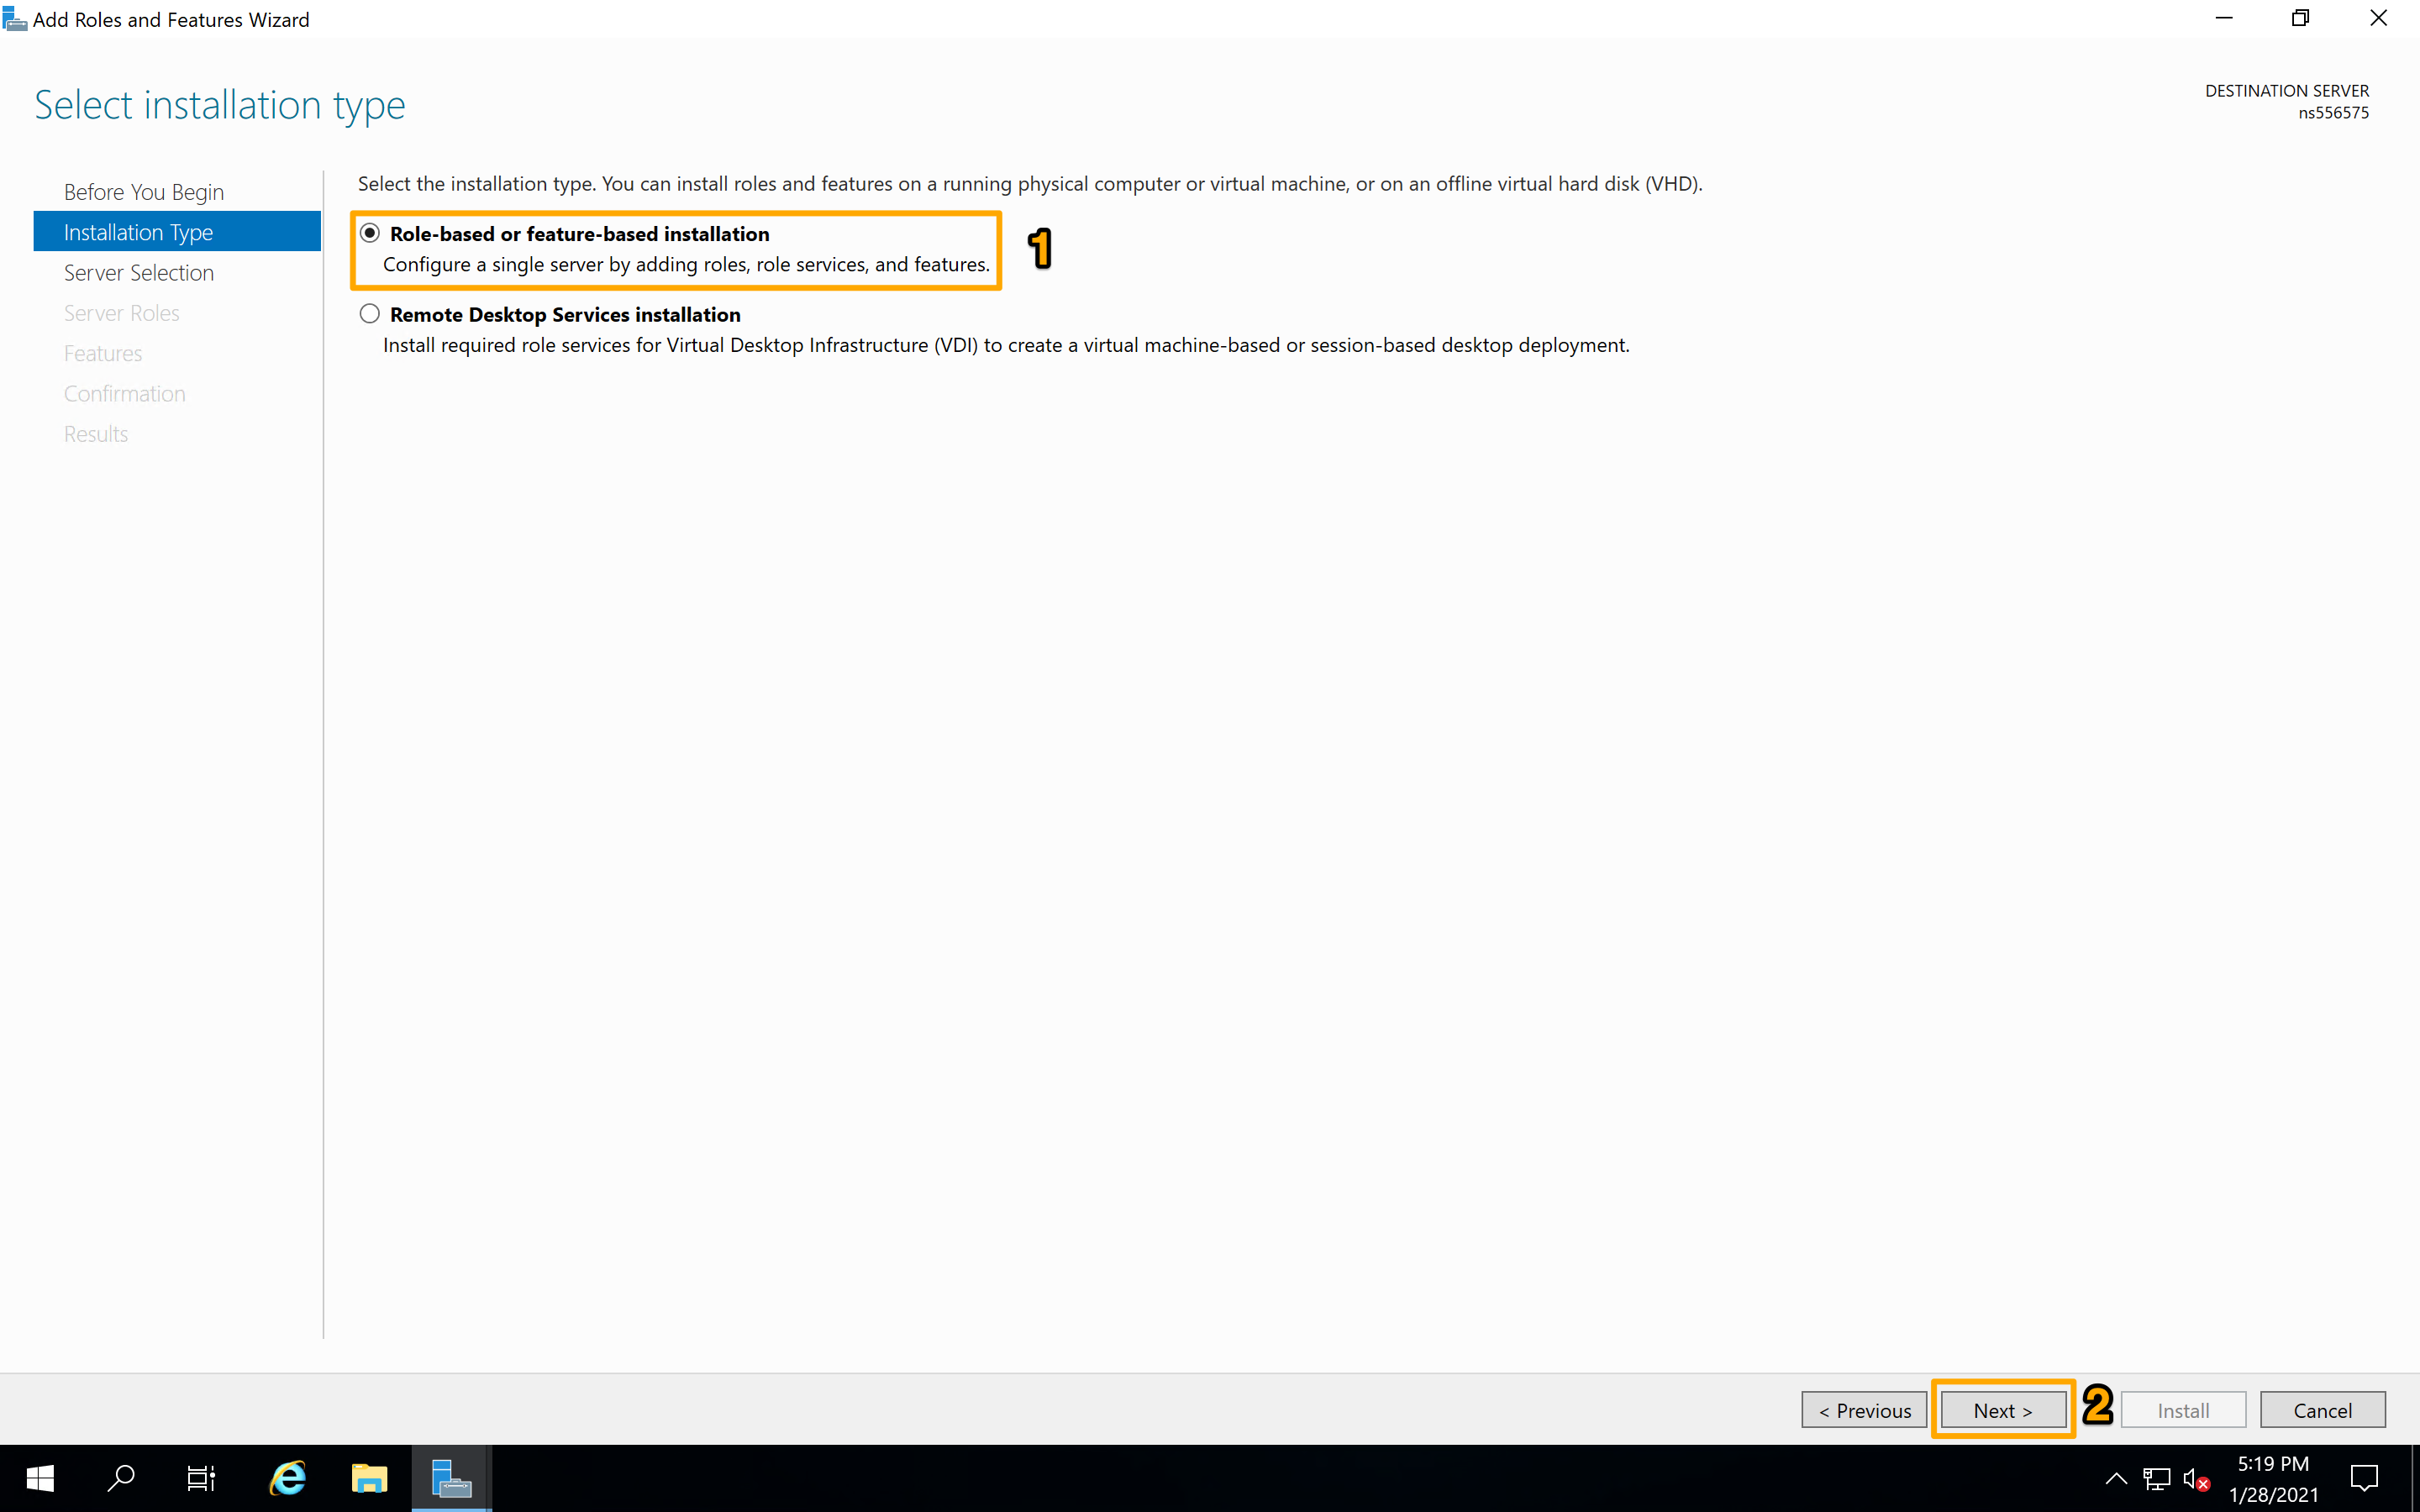 Add Roles and Features Wizard
Select installation type
DESTINATION SERVER
ns556575
Before You Begin
Installation Type
Server Selection
Server Roles
Features
Confirmation
Results
Select the installation type. You can install roles and features on a running physical computer or virtual machine, or on an offline virtual hard disk (VHD).
Role-based or feature-based installation
Configure a single server by adding roles, role services, and features.
1
Remote Desktop Services installation
Install required role services for Virtual Desktop Infrastructure (VDI) to create a virtual machine-based or session-based desktop deployment.
< Previous
Next >
2
Install
Cancel
5:19 PM
1/28/2021